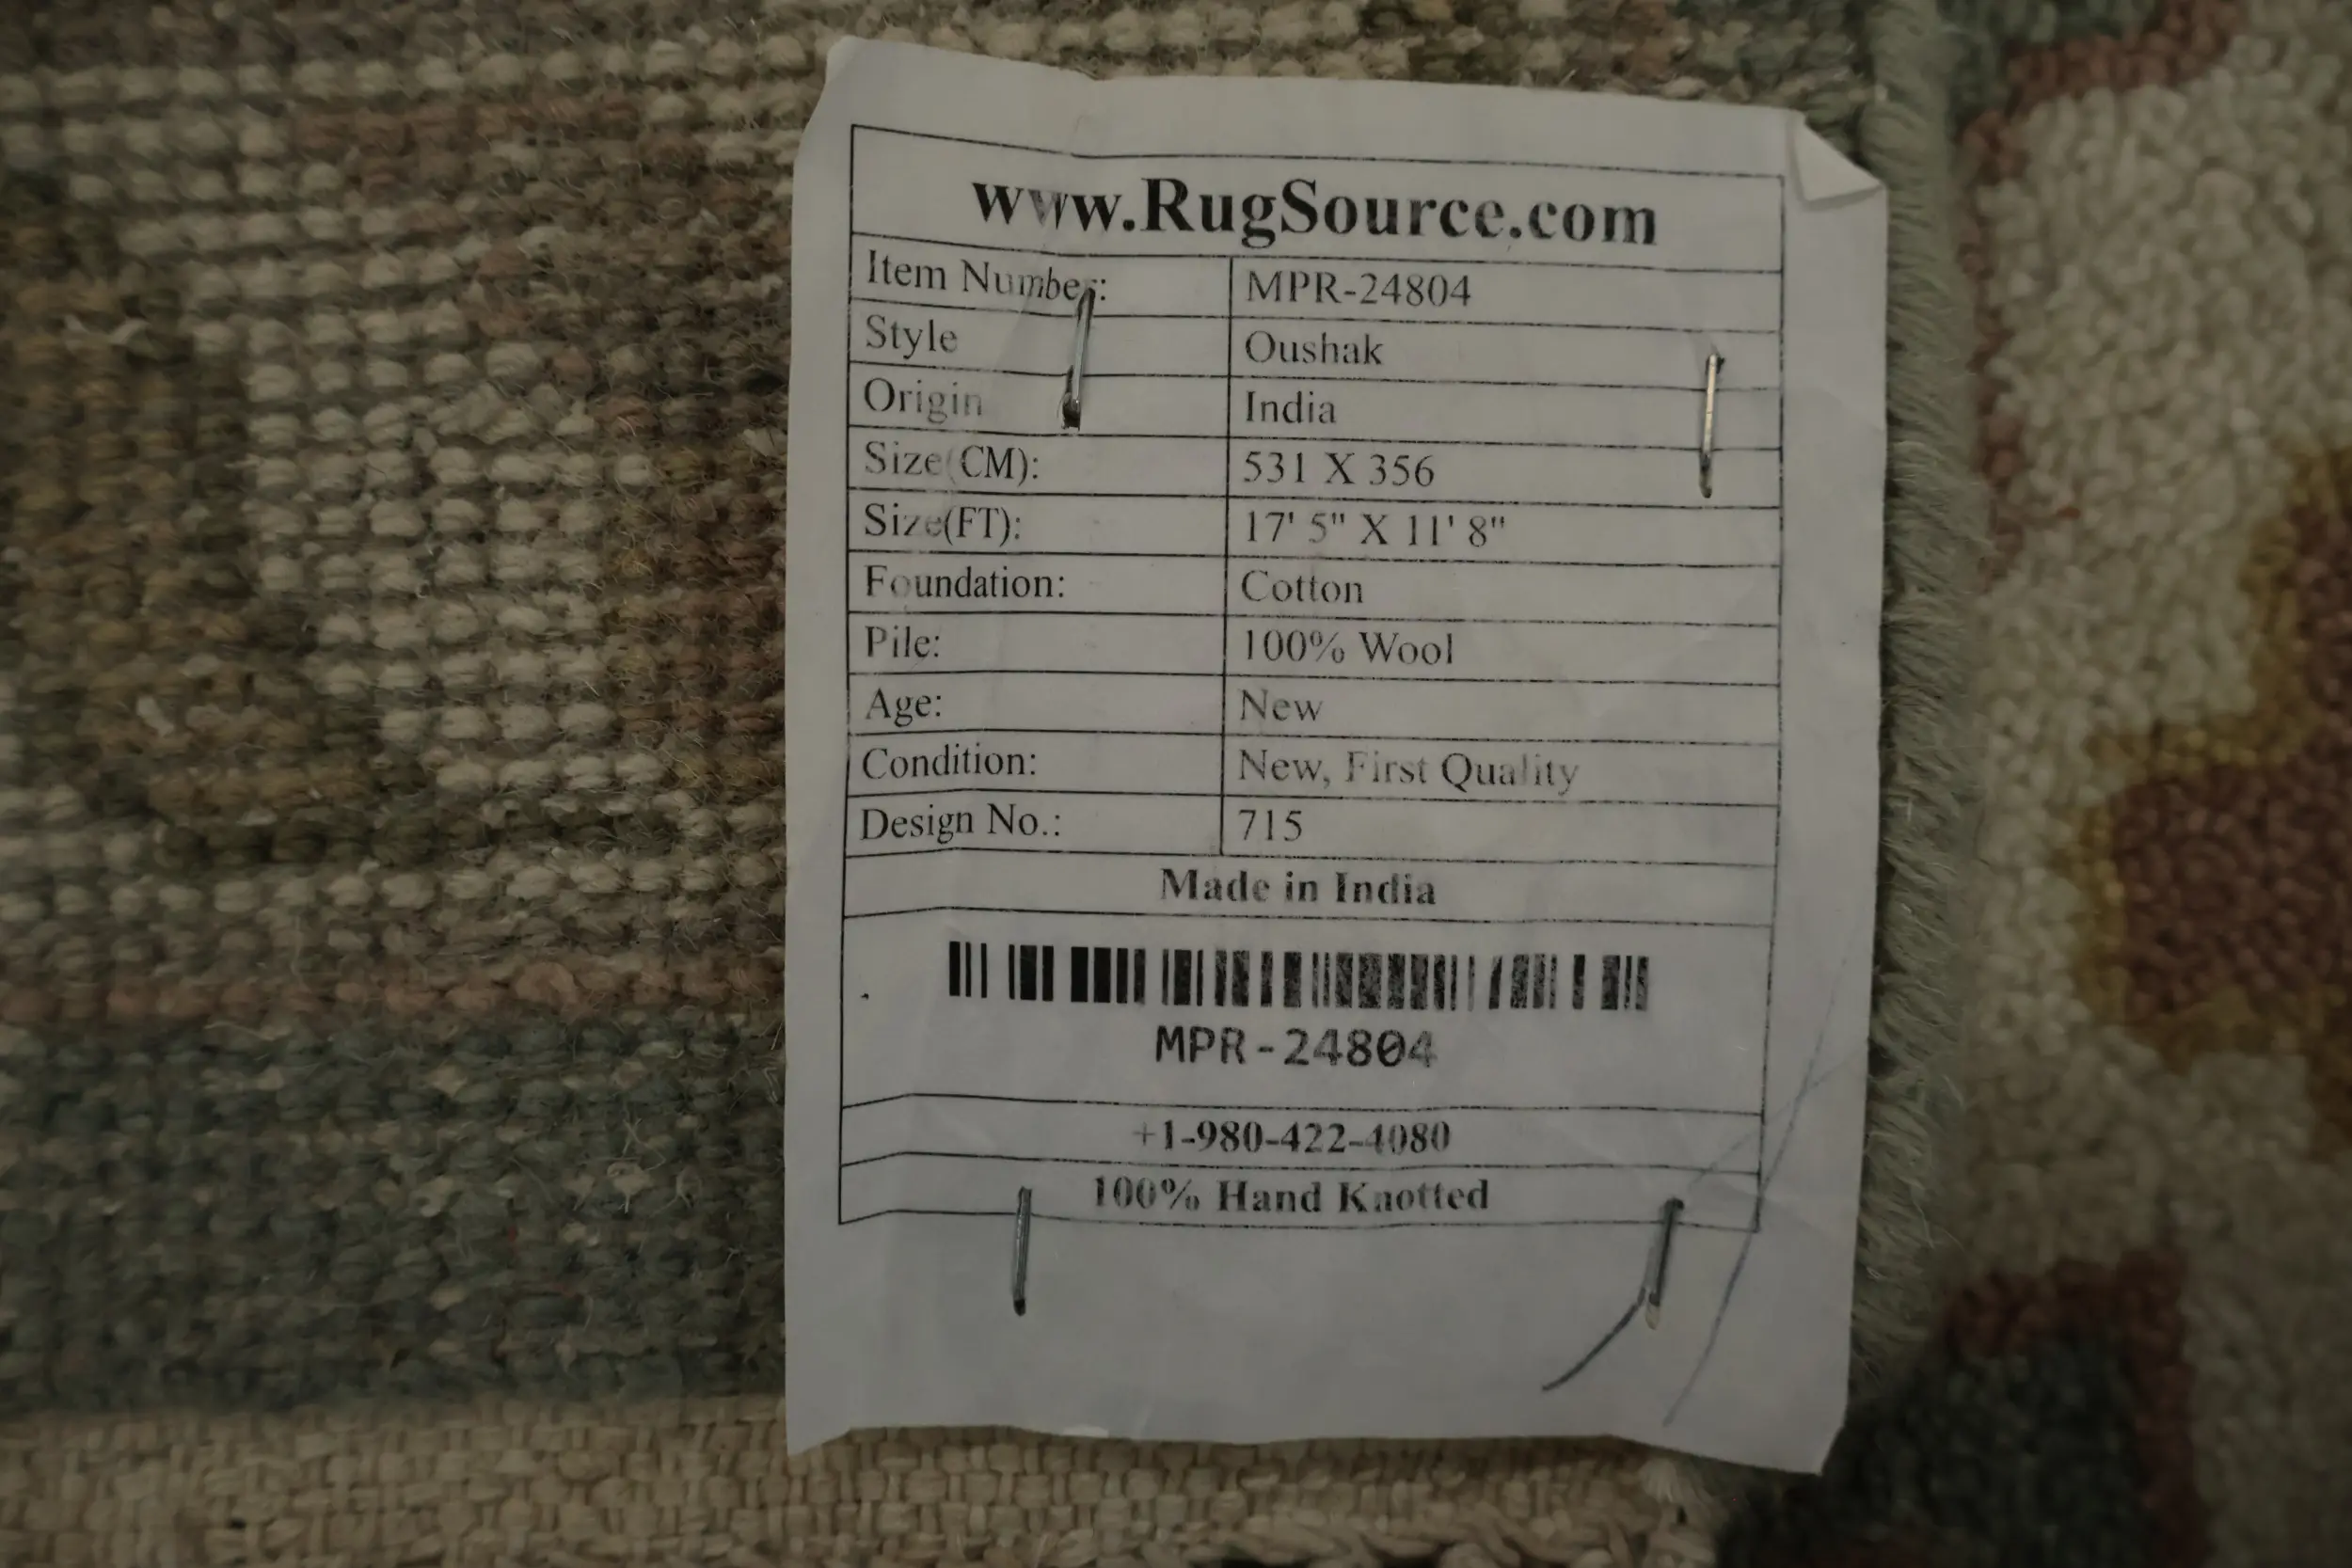 www.RugSource.com
Item Number: MPR-24804
Style Oushak
Origin India
Size(CM): 531 X 356
Size(FT): 17' 5" X 11' 8"
Foundation: Cotton
Pile: 100% Wool
Age: New
Condition: New, First Quality
Design No.: 715
Made in India
MPR-24804
+1-980-422-4080
100% Hand Knotted